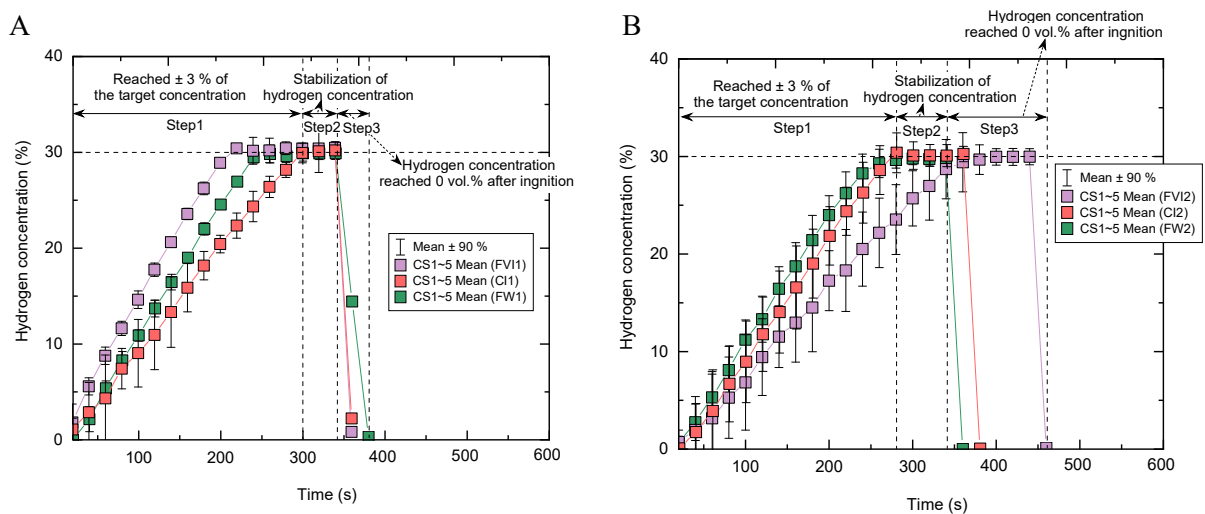 A
Reached ± 3 % of
the target concentration
Stabilization of
hydrogen concentration
Step1
Step2
Step3
Hydrogen concentration
reached 0 vol.% after ingnition
Mean ± 90 %
CS1~5 Mean (FVI1)
CS1~5 Mean (CI1)
CS1~5 Mean (FW1)
Hydrogen concentration (%)
40
30
20
10
0
100
200
300
400
500
600
Time (s)
B
Hydrogen concentration
reached 0 vol.% after ingnition
Reached ± 3 % of
the target concentration
Stabilization of
hydrogen concentration
Step1
Step2
Step3
Mean ± 90 %
CS1~5 Mean (FVI2)
CS1~5 Mean (CI2)
CS1~5 Mean (FW2)
Hydrogen concentration (%)
40
30
20
10
0
100
200
300
400
500
600
Time (s)